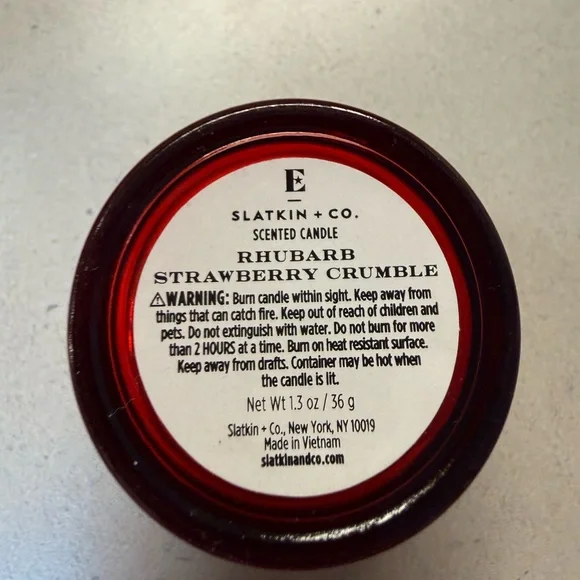 E
SLATKIN + CO.
SCENTED CANDLE
RHUBARB
STRAWBERRY CRUMBLE
⚠WARNING: Burn candle within sight. Keep away from
things that can catch fire. Keep out of reach of children and
pets. Do not extinguish with water. Do not burn for more
than 2 HOURS at a time. Burn on heat resistant surface.
Keep away from drafts. Container may be hot when
the candle is lit.
Net Wt 1.3 oz / 36 g
Slatkin + Co., New York, NY 10019
Made in Vietnam
slatkinandco.com